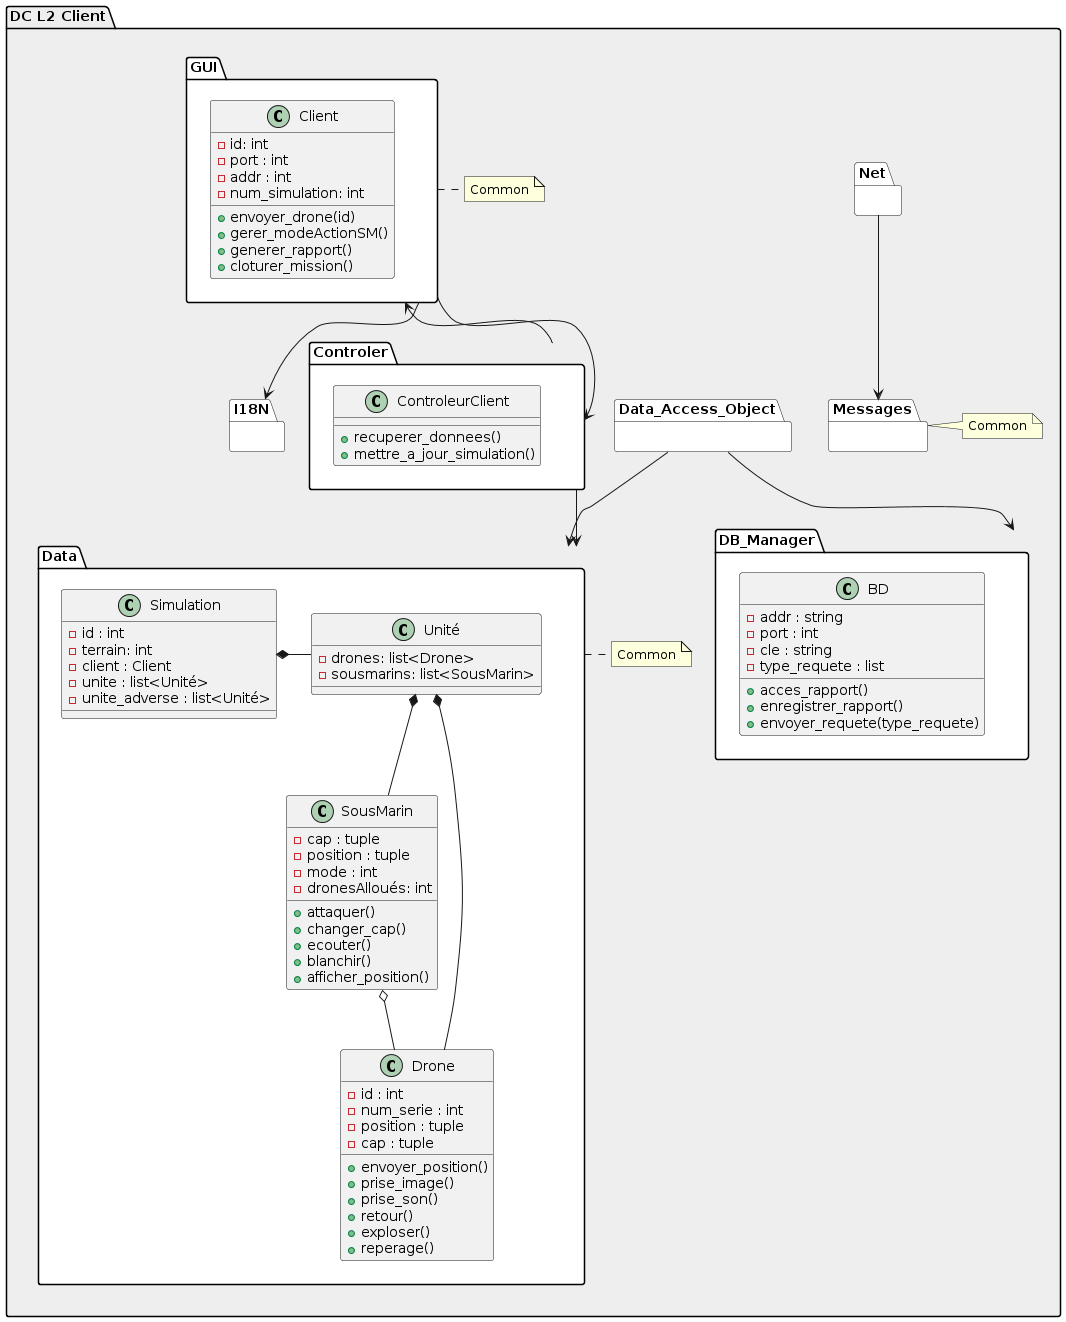 DC L2 Client
GUI
C Client
id: int
port : int
addr : int
num_simulation: int
envoyer_drone(id)
gerer_modeActionSM()
generer_rapport()
cloturer_mission()
Common
Net
I18N
Controler
C ControleurClient
recuperer_donnees()
mettre_a_jour_simulation()
Data_Access_Object
Messages
Common
Data
C Simulation
id : int
terrain: int
client : Client
unite : list<Unité>
unite_adverse : list<Unité>
C Unité
drones: list<Drone>
sousmarins: list<SousMarin>
Common
DB_Manager
C BD
addr : string
port : int
cle : string
type_requete : list
acces_rapport()
enregistrer_rapport()
envoyer_requete(type_requete)
C SousMarin
cap : tuple
position : tuple
mode : int
dronesAlloués: int
attaquer()
changer_cap()
ecouter()
blanchir()
afficher_position()
C Drone
id : int
num_serie : int
position : tuple
cap : tuple
envoyer_position()
prise_image()
prise_son()
retour()
exploser()
reperage()